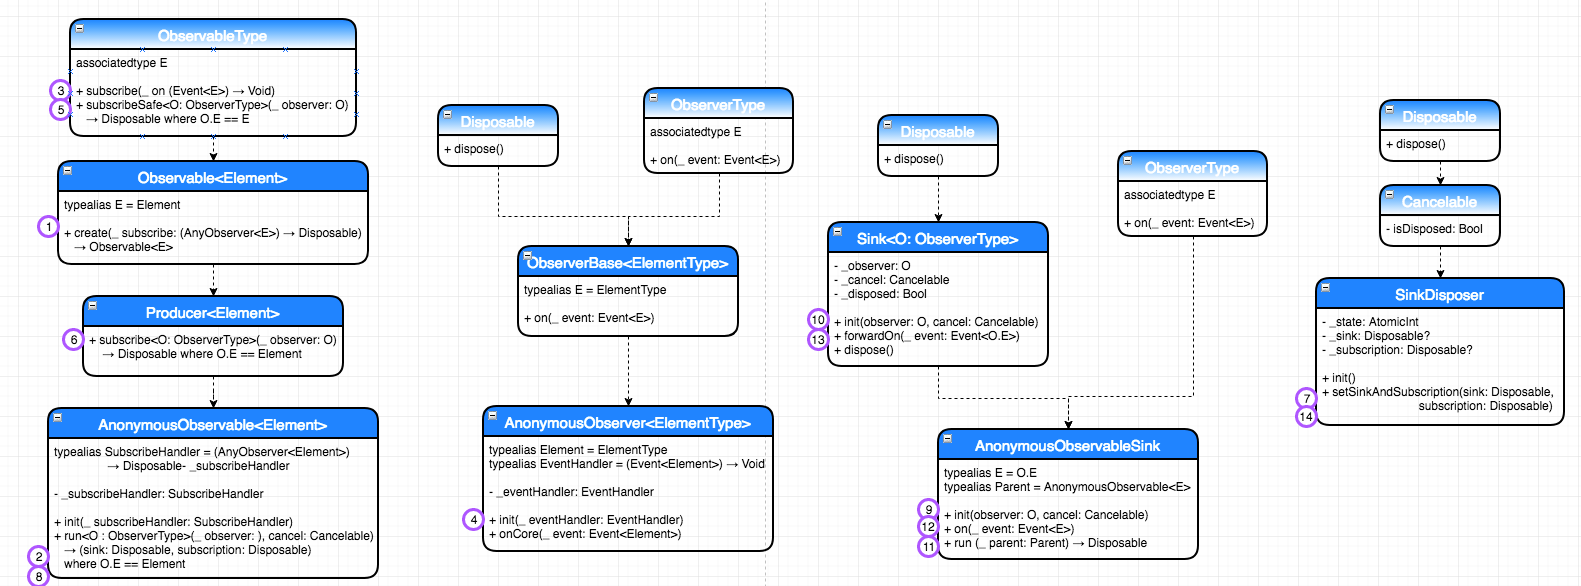 ObservableType
associatedtype E
3
+ subscribe(_ on (Event<E>) → Void)
5
+ subscribeSafe<O: ObserverType>(_ observer: O)
→ Disposable where O.E == E
Observable<Element>
typealias E = Element
1
+ create(_ subscribe: (AnyObserver<E>) → Disposable)
→ Observable<E>
Producer<Element>
6
+ subscribe<O: ObserverType>(_ observer: O)
→ Disposable where O.E == Element
AnonymousObservable<Element>
typealias SubscribeHandler = (AnyObserver<Element>)
→ Disposable- _subscribeHandler
- _subscribeHandler: SubscribeHandler
+ init(_ subscribeHandler: SubscribeHandler)
+ run<O : ObserverType>(_ observer: ), cancel: Cancelable)
→ (sink: Disposable, subscription: Disposable)
2
where O.E == Element
8
Disposable
+ dispose()
ObserverType
associatedtype E
+ on(_ event: Event<E>)
ObserverBase<ElementType>
typealias E = ElementType
+ on(_ event: Event<E>)
AnonymousObserver<ElementType>
typealias Element = ElementType
typealias EventHandler = (Event<Element>) → Void
- _eventHandler: EventHandler
4
+ init(_ eventHandler: EventHandler)
+ onCore(_ event: Event<Element>)
Disposable
+ dispose()
ObserverType
associatedtype E
+ on(_ event: Event<E>)
Sink<O: ObserverType>
- _observer: O
- _cancel: Cancelable
- _disposed: Bool
10
+ init(observer: O, cancel: Cancelable)
13
+ forwardOn(_ event: Event<O.E>)
+ dispose()
AnonymousObservableSink
typealias E = O.E
typealias Parent = AnonymousObservable<E>
9
+ init(observer: O, cancel: Cancelable)
12
+ on(_ event: Event<E>)
11
+ run (_ parent: Parent) → Disposable
Disposable
+ dispose()
Cancelable
- isDisposed: Bool
SinkDisposer
- _state: AtomicInt
- _sink: Disposable?
- _subscription: Disposable?
+ init()
7
+ setSinkAndSubscription(sink: Disposable,
14
subscription: Disposable)